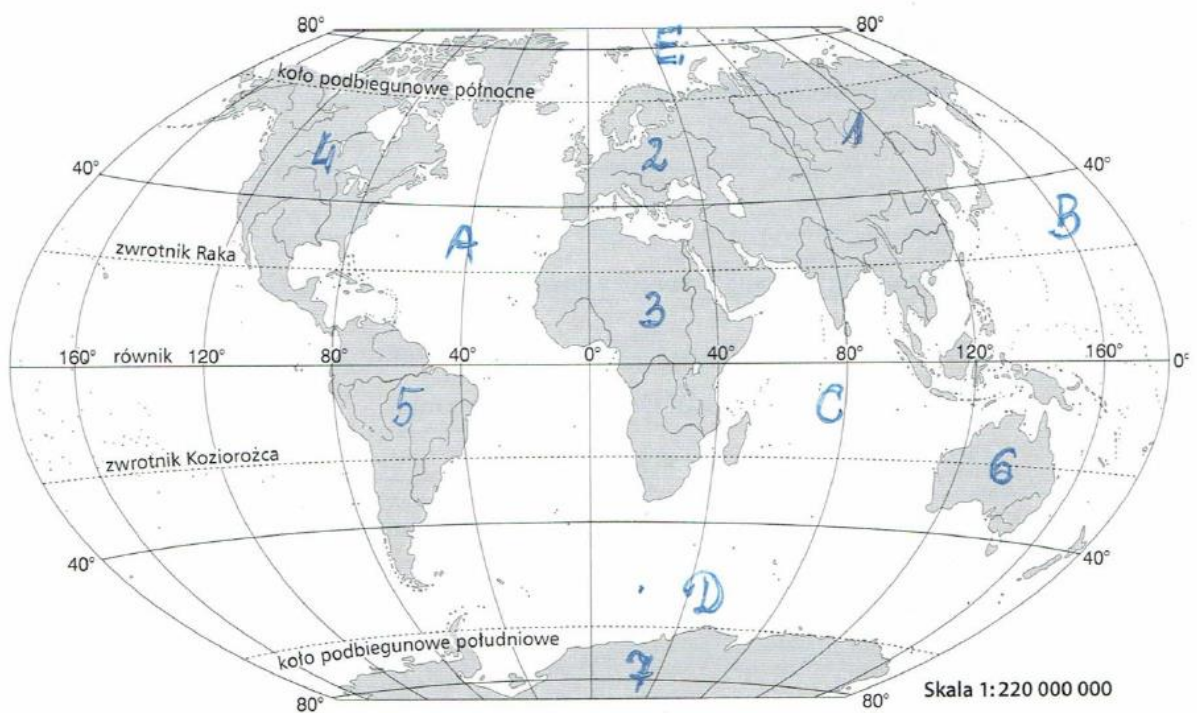 80° 80°
E
koło podbiegunowe północne
4 2 1
40° 40°
B
A
zwrotnik Raka
3
160° równik 120° 80° 40° 0° 40° 80° 120° 160° 0°
5 C
zwrotnik Koziorożca
6
40° 40°
D
koło podbiegunowe południowe
7
80° 80°
Skala 1:220 000 000